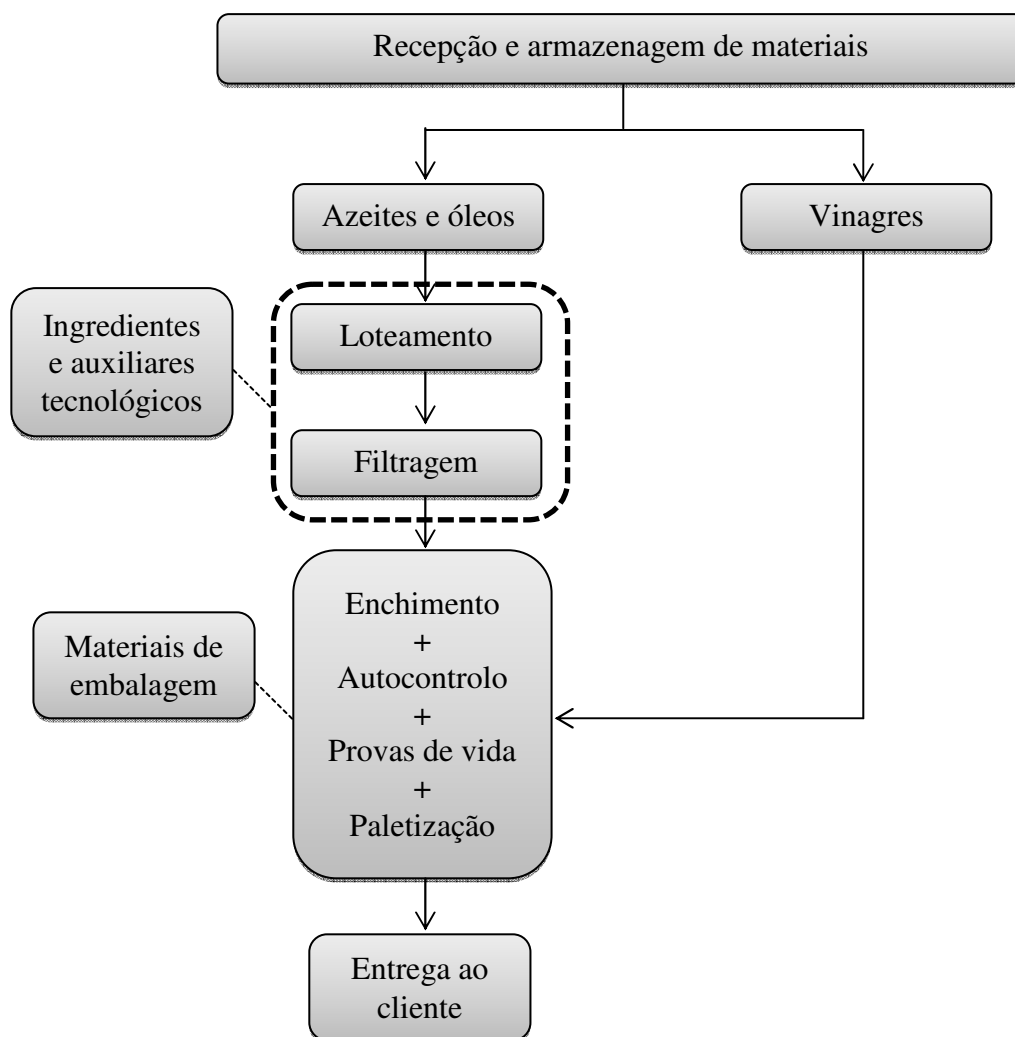 Recepção e armazenagem de materiais
Azeites e óleos
Vinagres
Ingredientes
e auxiliares
tecnológicos
Loteamento
Filtragem
Materiais de
embalagem
Enchimento
+
Autocontrolo
+
Provas de vida
+
Paletização
Entrega ao
cliente